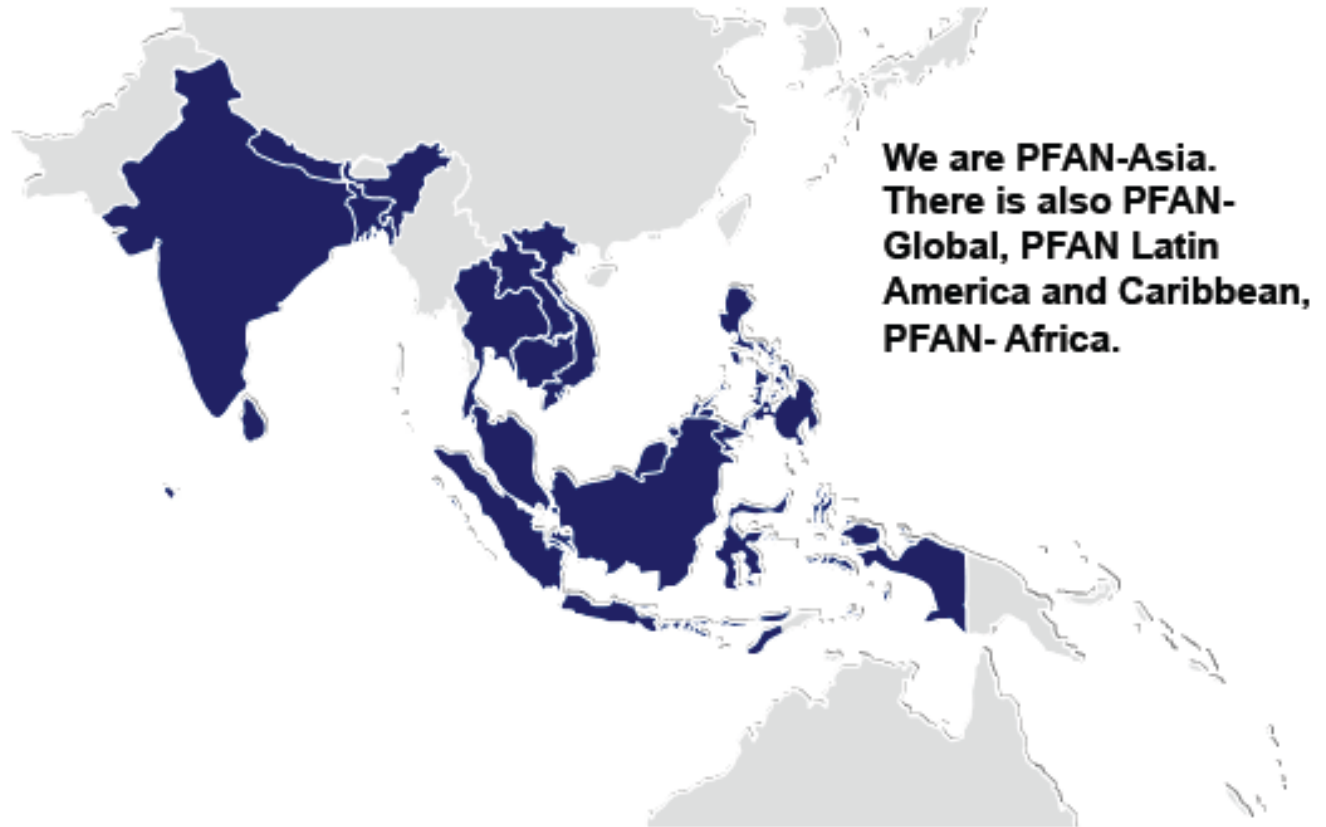 We are PFAN-Asia.
There is also PFAN-
Global, PFAN Latin
America and Caribbean,
PFAN- Africa.